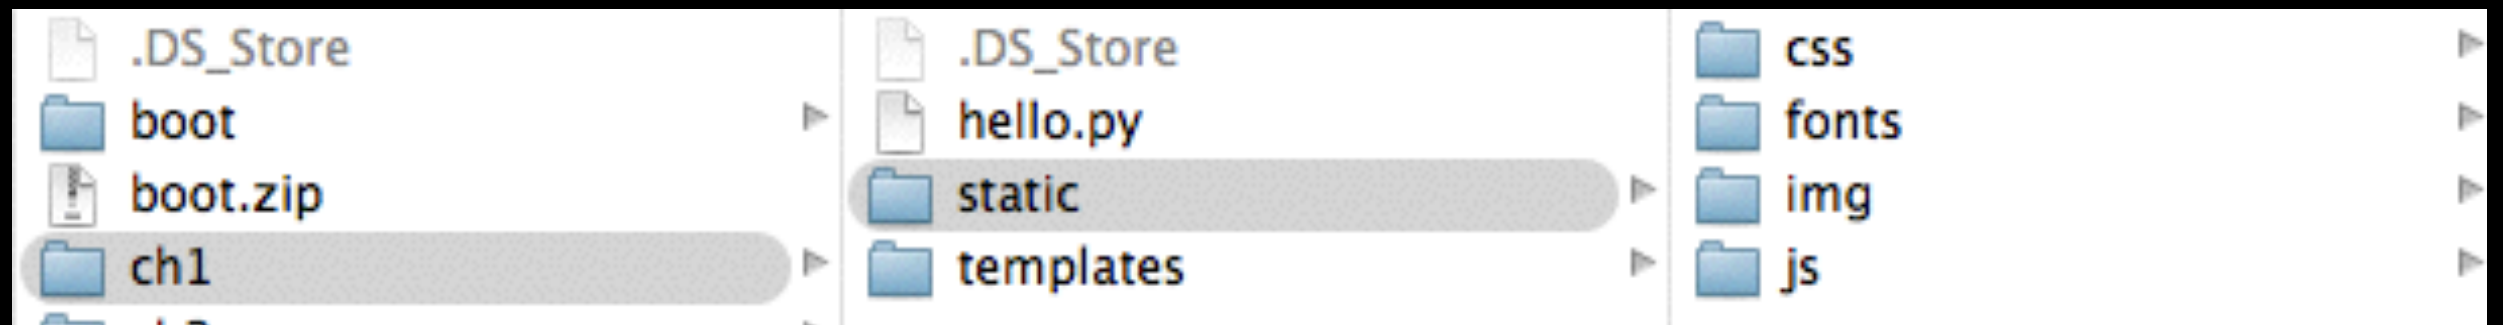 .DS_Store
boot
boot.zip
ch1
.DS_Store
hello.py
static
templates
css
fonts
img
js